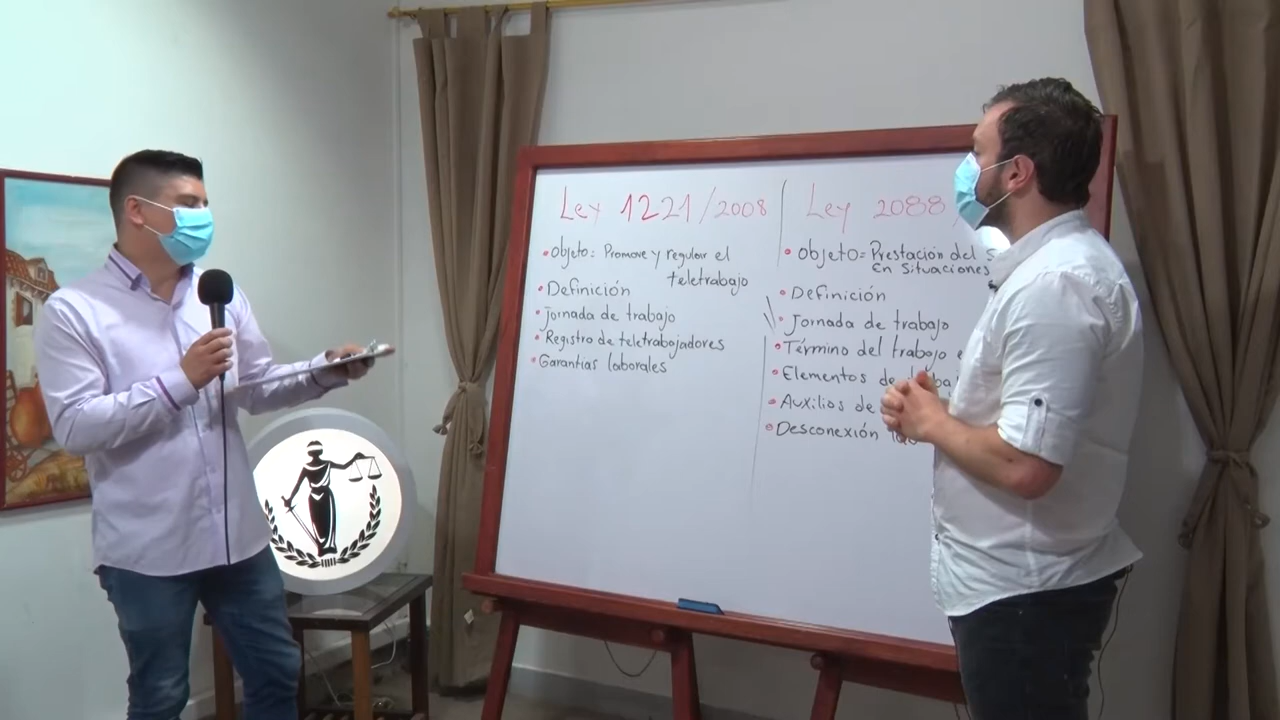 Ley 1221/2008
• Objeto= Promove y regular el
teletrabajo
• Definición
• Jornada de trabajo
• Registro de teletrabajadores
• Garantias laborales
Ley 2088
• Objeto= Prestación del
En Situaciones
• Definición
• Jornada de trabajo
• Término del trabajo
• Elementos de
• Auxilios de
• Desconexión